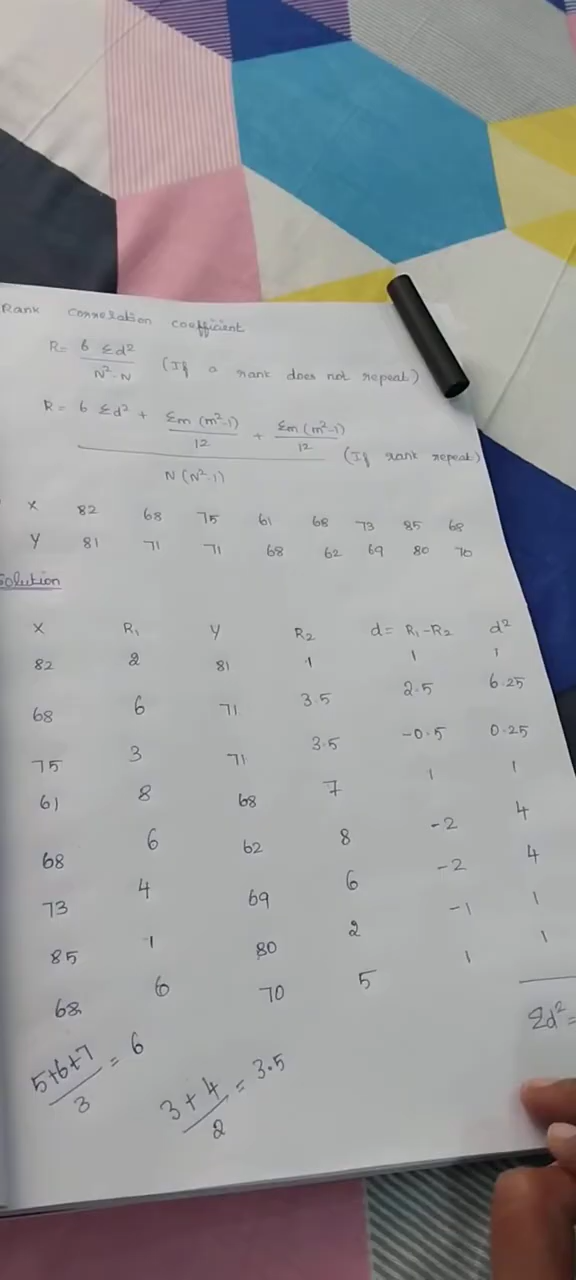 Rank correlation coefficient
R= 6 Σd²
N²-N (If a rank does not repeat)
R= 6 Σd² + Σm (m²-1) + Σm (m²-1)
12 12
N (N²-1) (If rank repeat)
X 82 68 75 61 68 73 85 68
Y 81 71 71 68 62 69 80 70
Solution
X R₁ Y R₂ d= R₁-R₂ d²
82 2 81 1 1 1
68 6 71 3.5 2.5 6.25
75 3 71 3.5 -0.5 0.25
61 8 68 7 1 1
68 6 62 8 -2 4
73 4 69 6 -2 4
85 1 80 2 -1 1
68 6 70 5 1 1
Σd² =
5+6+7 = 6
3
3+4 = 3.5
2